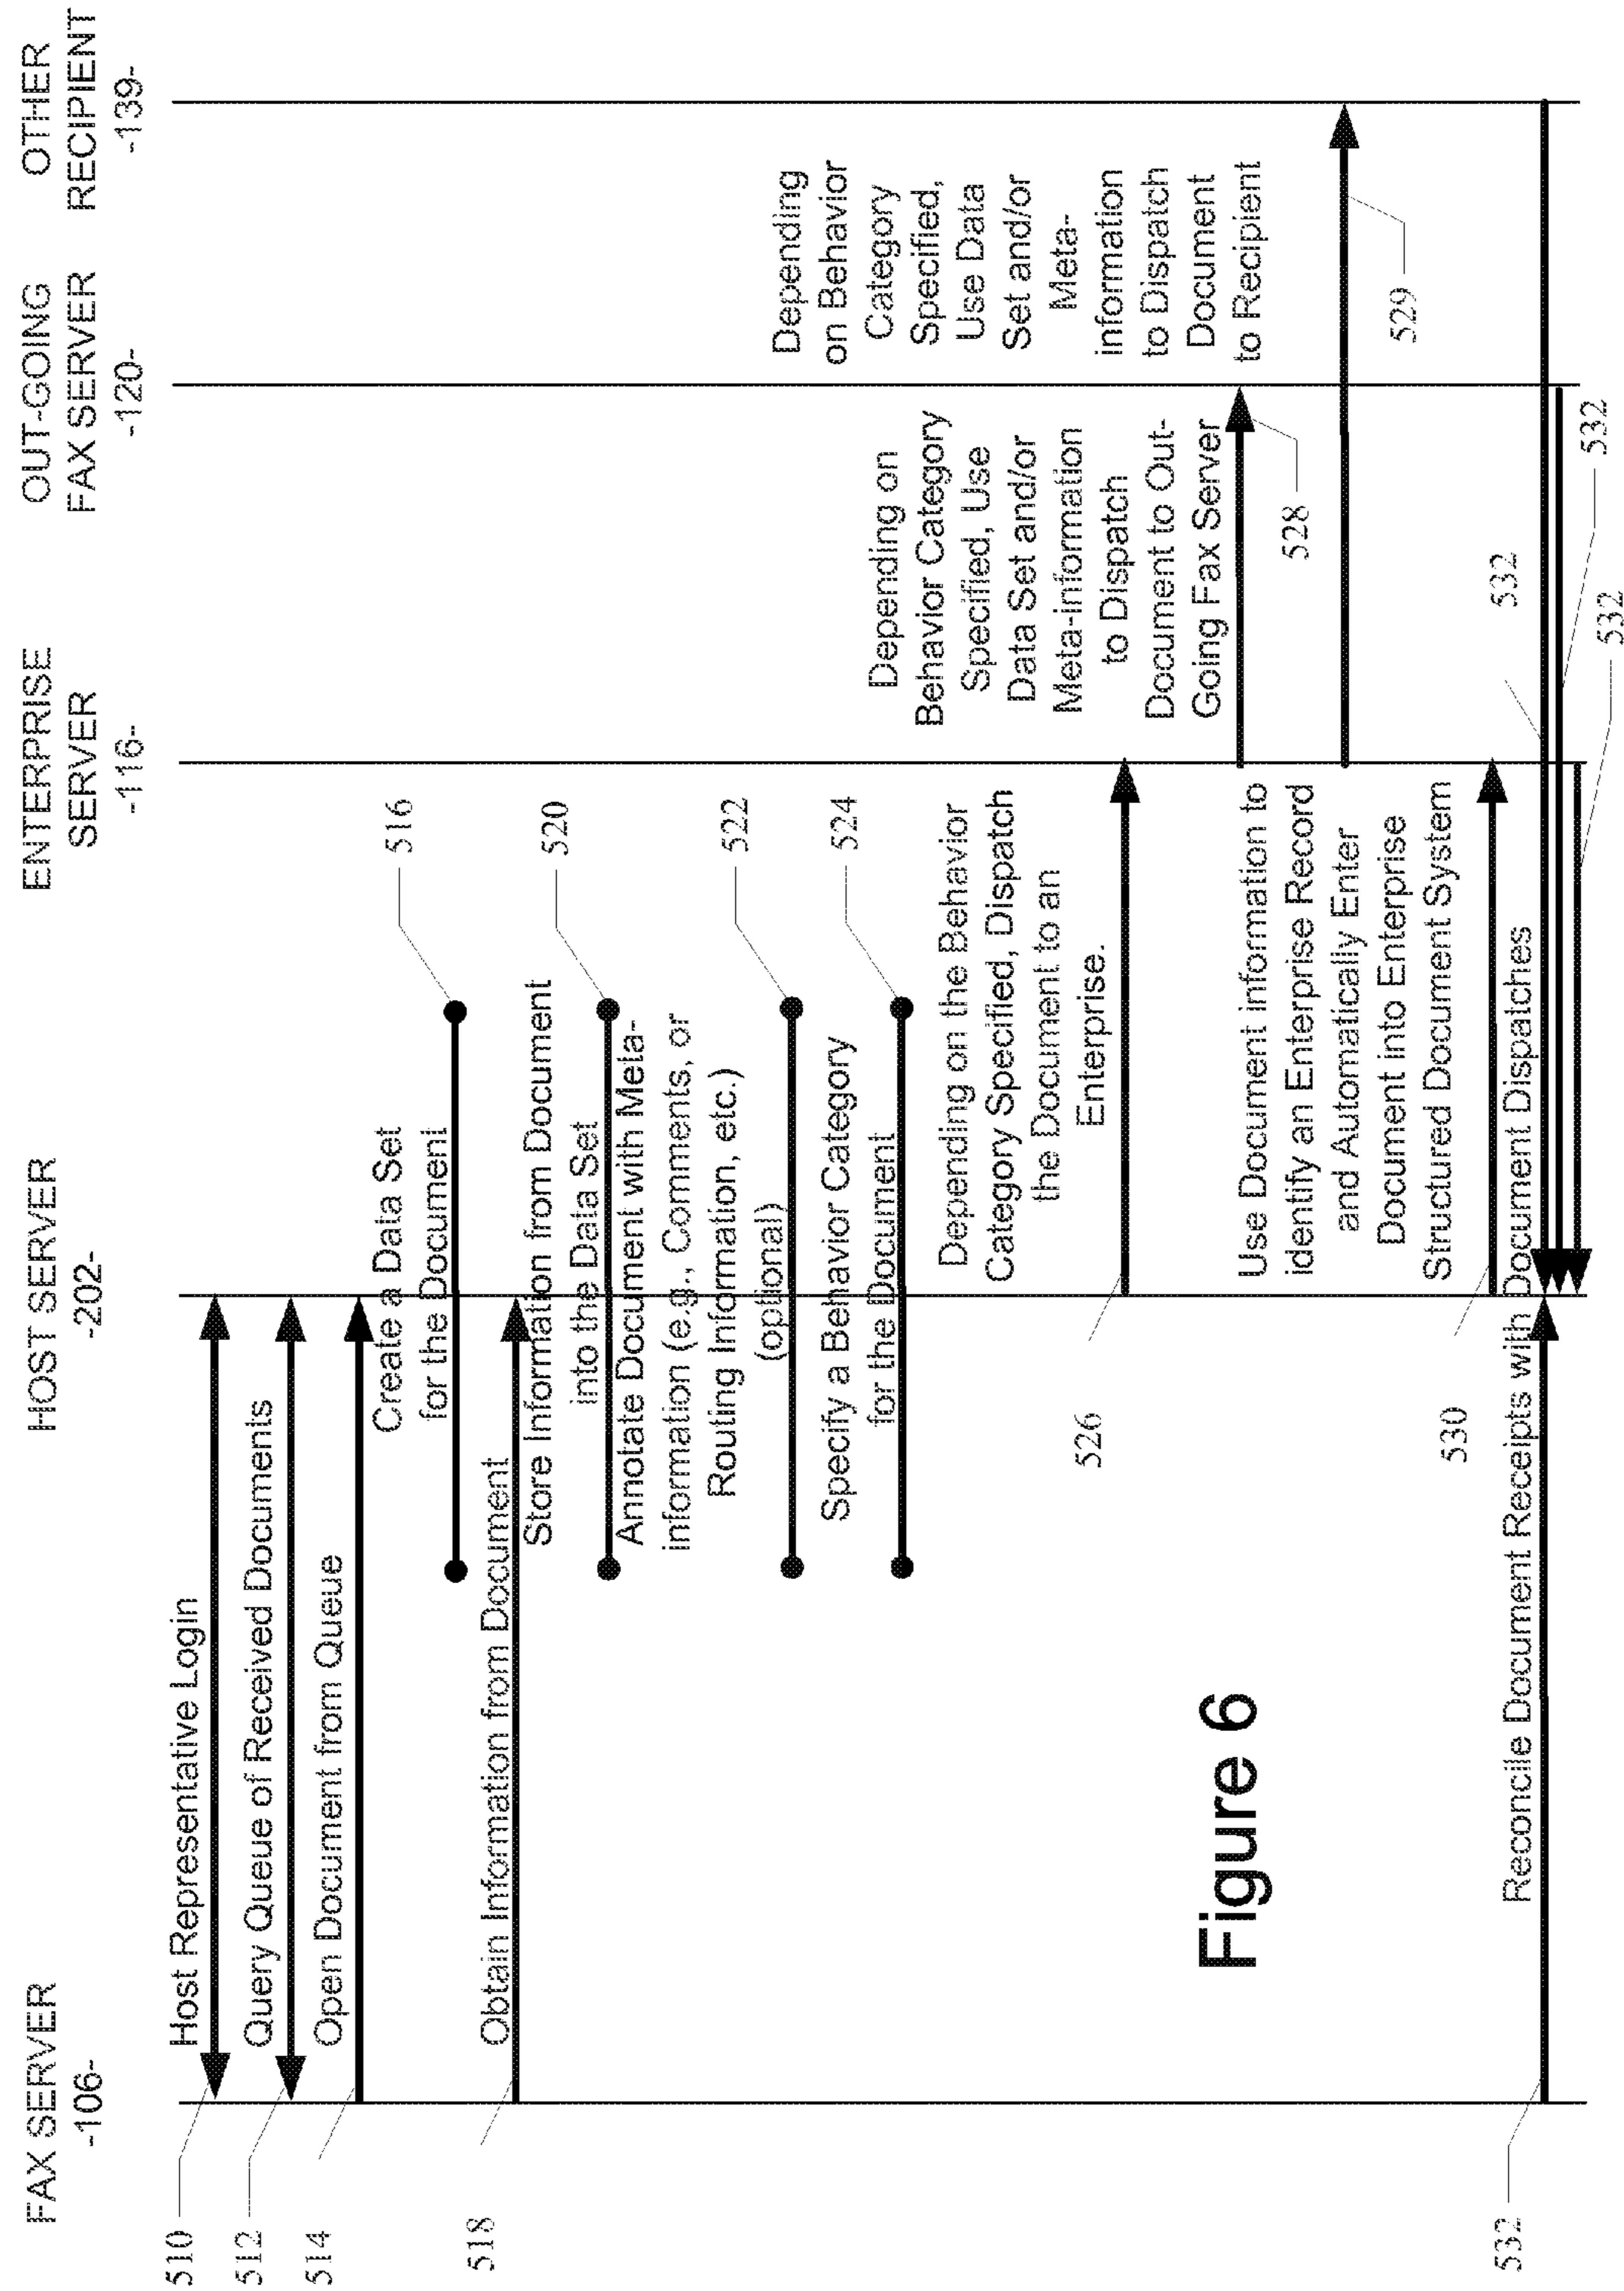 FAX SERVER
-106-
HOST SERVER
-202-
ENTERPRISE
SERVER
-116-
OUT-GOING
FAX SERVER
-120-
OTHER
RECIPIENT
-139-
510
Host Representative Login
512
Query Queue of Received Documents
514
Open Document from Queue
Create a Data Set
for the Document
516
518
Obtain Information from Document
Store Information from Document
into the Data Set
520
Annotate Document with Meta-
information (e.g., Comments, or
Routing Information, etc.)
(optional)
522
Specify a Behavior Category
for the Document
524
Depending on the Behavior
Category Specified, Dispatch
the Document to an
Enterprise.
526
Depending on
Behavior Category
Specified, Use
Data Set and/or
Meta-information
to Dispatch
Document to Out-
Going Fax Server
528
Depending
on Behavior
Category
Specified,
Use Data
Set and/or
Meta-
information
to Dispatch
Document
to Recipient
529
Use Document information to
identify an Enterprise Record
and Automatically Enter
Document into Enterprise
Structured Document System
530
Reconcile Document Receipts with Document Dispatches
532
532
532
532
Figure 6